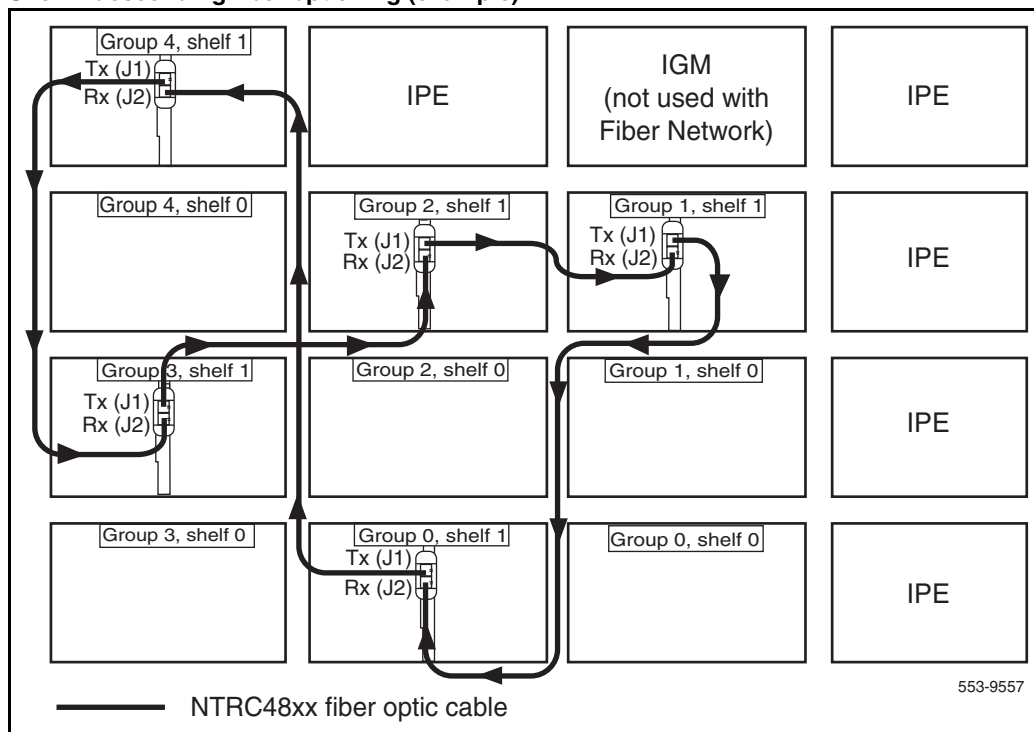 Group 4, shelf 1
Tx (J1)
Rx (J2)
IPE
IGM
(not used with
Fiber Network)
IPE
Group 4, shelf 0
Group 2, shelf 1
Tx (J1)
Rx (J2)
Group 1, shelf 1
Tx (J1)
Rx (J2)
IPE
Group 3, shelf 1
Tx (J1)
Rx (J2)
Group 2, shelf 0
Group 1, shelf 0
IPE
Group 3, shelf 0
Group 0, shelf 1
Tx (J1)
Rx (J2)
Group 0, shelf 0
IPE
553-9557
NTRC48xx fiber optic cable